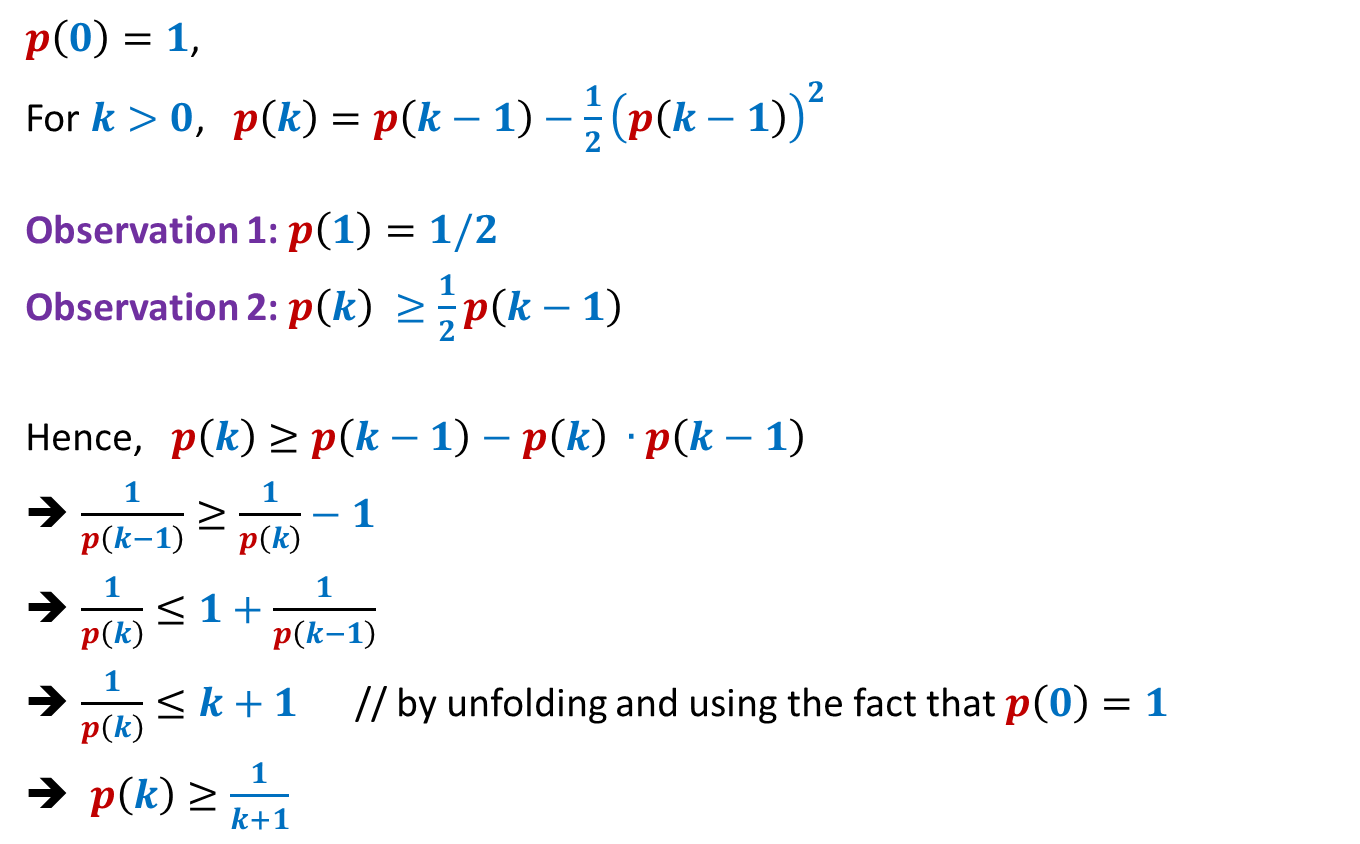 p(0) = 1,
For k > 0, p(k) = p(k − 1) − 1/2 (p(k − 1))²
Observation 1: p(1) = 1/2
Observation 2: p(k) ≥ 1/2 p(k − 1)
Hence, p(k) ≥ p(k − 1) − p(k) · p(k − 1)
➔ 1/p(k−1) ≥ 1/p(k) − 1
➔ 1/p(k) ≤ 1 + 1/p(k−1)
➔ 1/p(k) ≤ k + 1 // by unfolding and using the fact that p(0) = 1
➔ p(k) ≥ 1/(k+1)